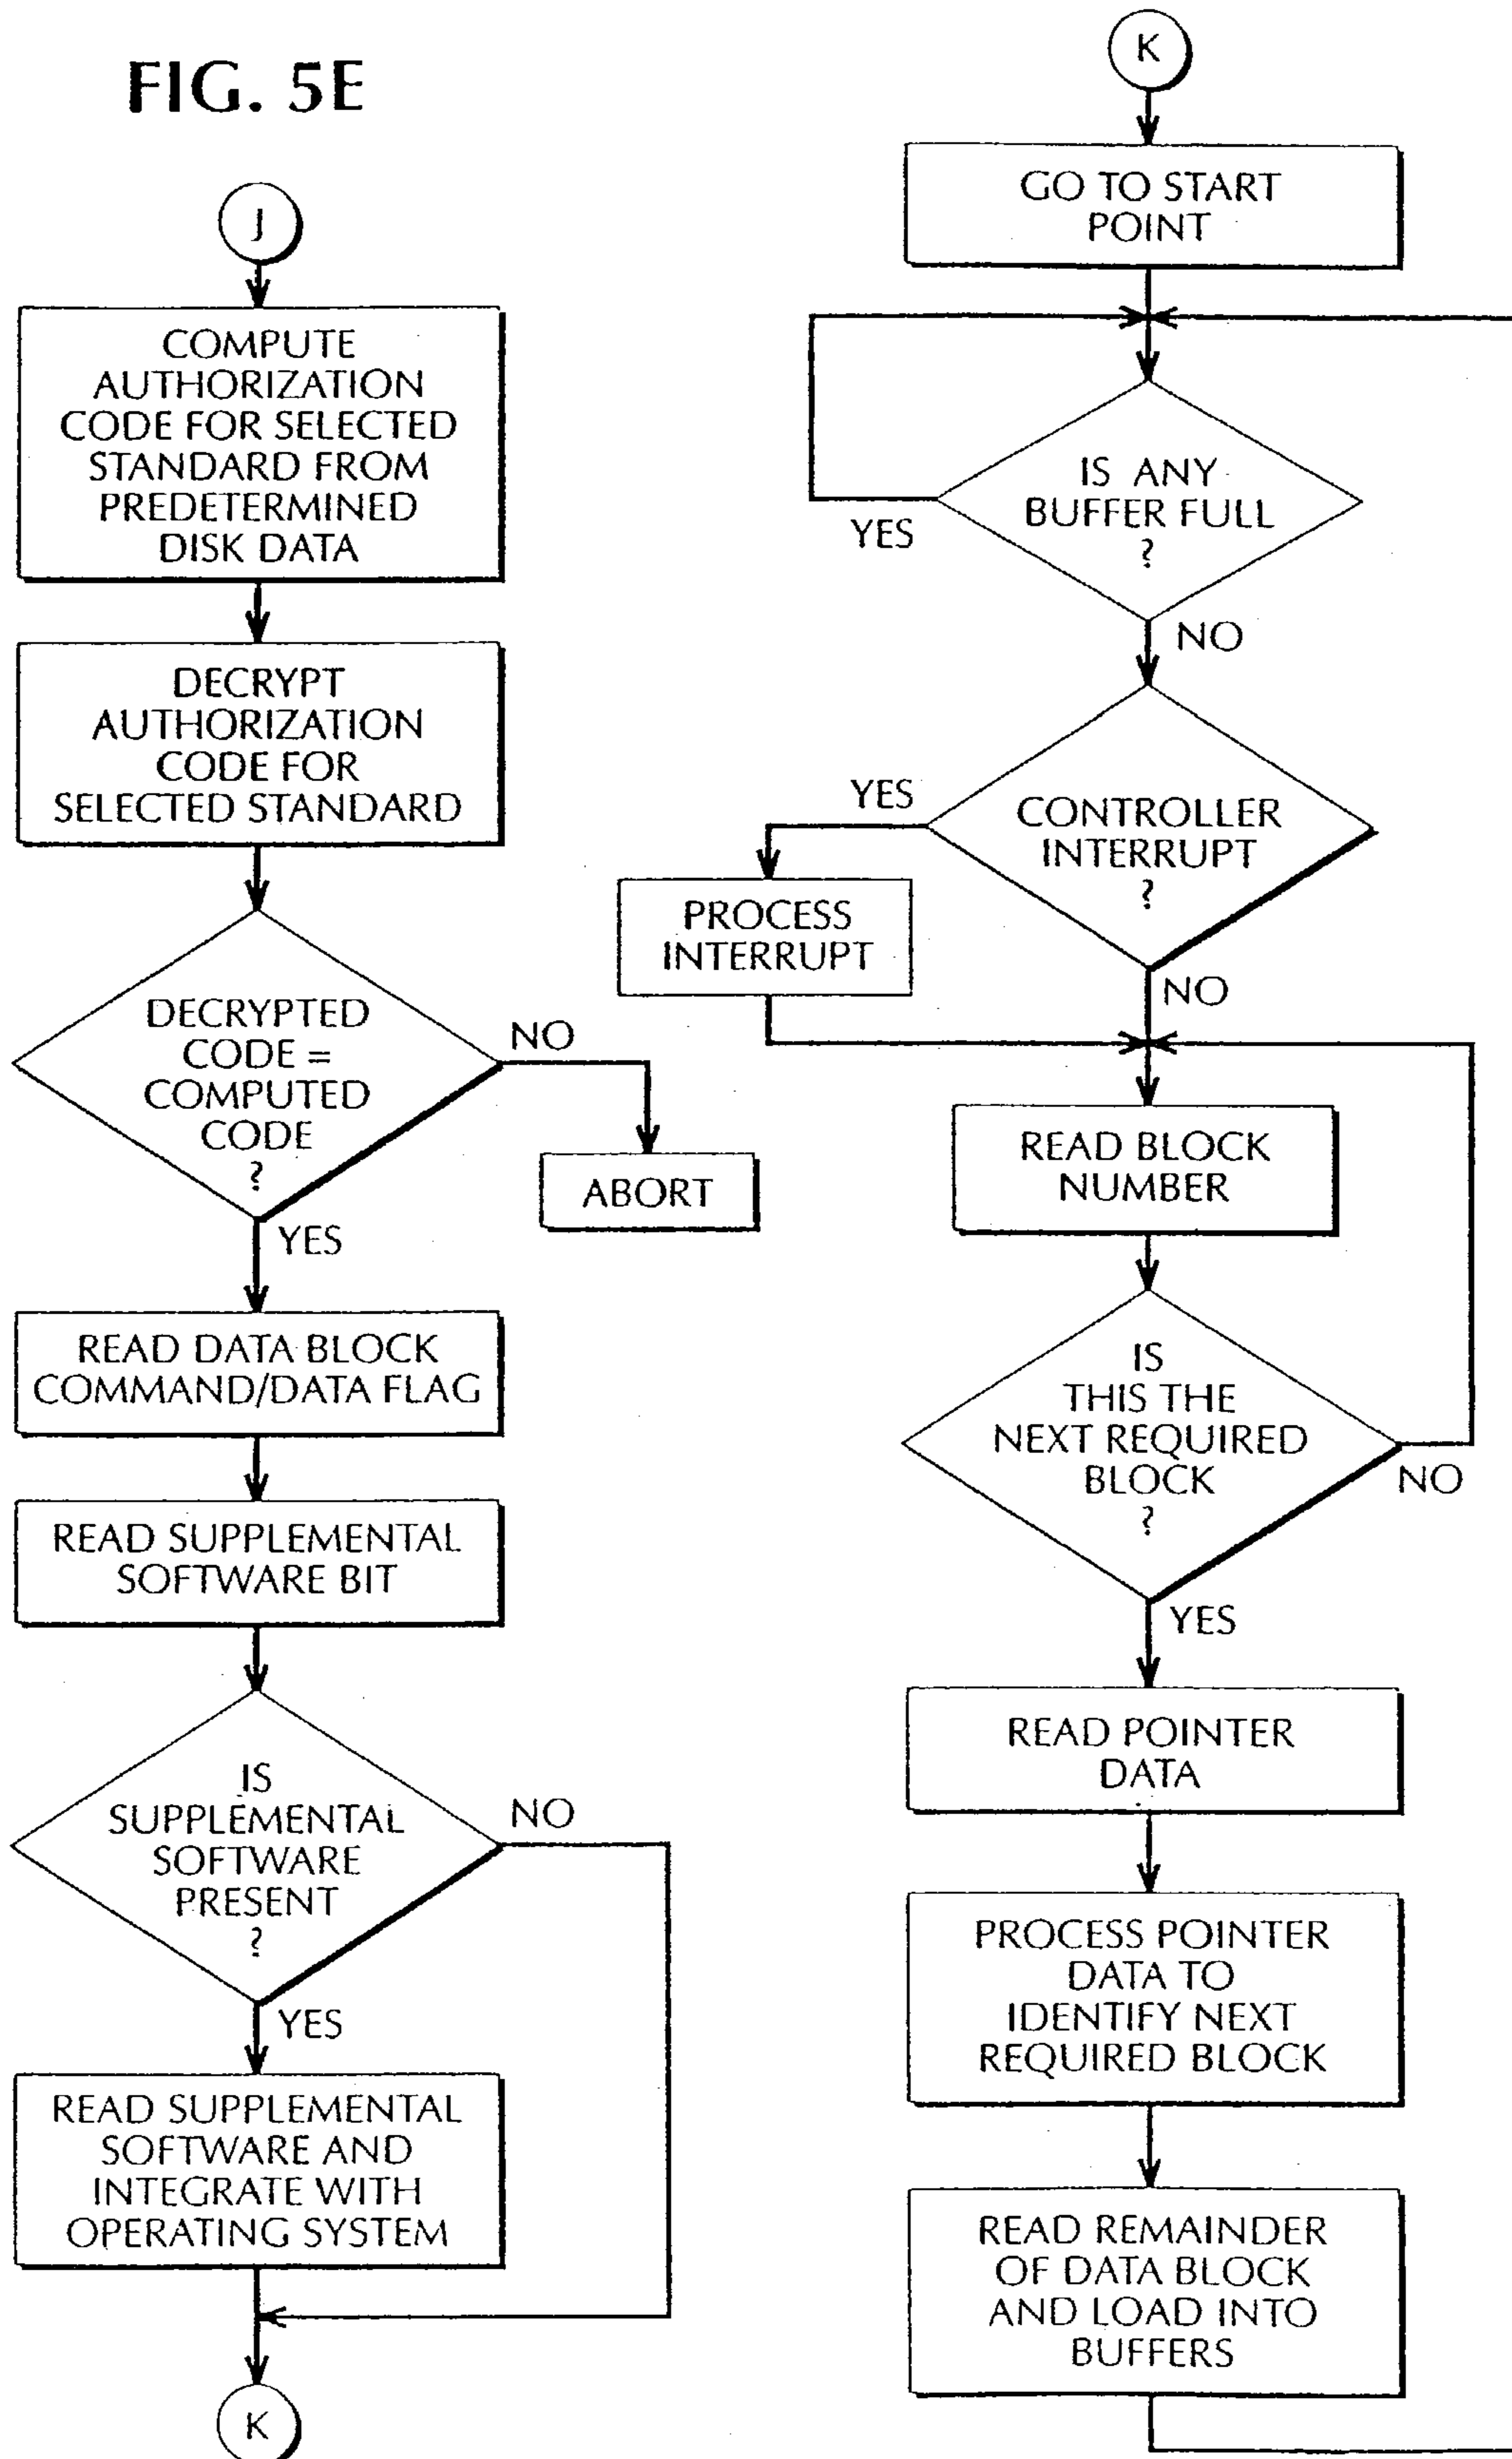 FIG. 5E
J
COMPUTE
AUTHORIZATION
CODE FOR SELECTED
STANDARD FROM
PREDETERMINED
DISK DATA
DECRYPT
AUTHORIZATION
CODE FOR
SELECTED STANDARD
DECRYPTED
CODE =
COMPUTED
CODE
?
NO
ABORT
YES
READ DATA BLOCK
COMMAND/DATA FLAG
READ SUPPLEMENTAL
SOFTWARE BIT
IS
SUPPLEMENTAL
SOFTWARE
PRESENT
?
NO
YES
READ SUPPLEMENTAL
SOFTWARE AND
INTEGRATE WITH
OPERATING SYSTEM
K
K
GO TO START
POINT
IS ANY
BUFFER FULL
?
YES
NO
CONTROLLER
INTERRUPT
?
YES
PROCESS
INTERRUPT
NO
READ BLOCK
NUMBER
IS
THIS THE
NEXT REQUIRED
BLOCK
?
NO
YES
READ POINTER
DATA
PROCESS POINTER
DATA TO
IDENTIFY NEXT
REQUIRED BLOCK
READ REMAINDER
OF DATA BLOCK
AND LOAD INTO
BUFFERS